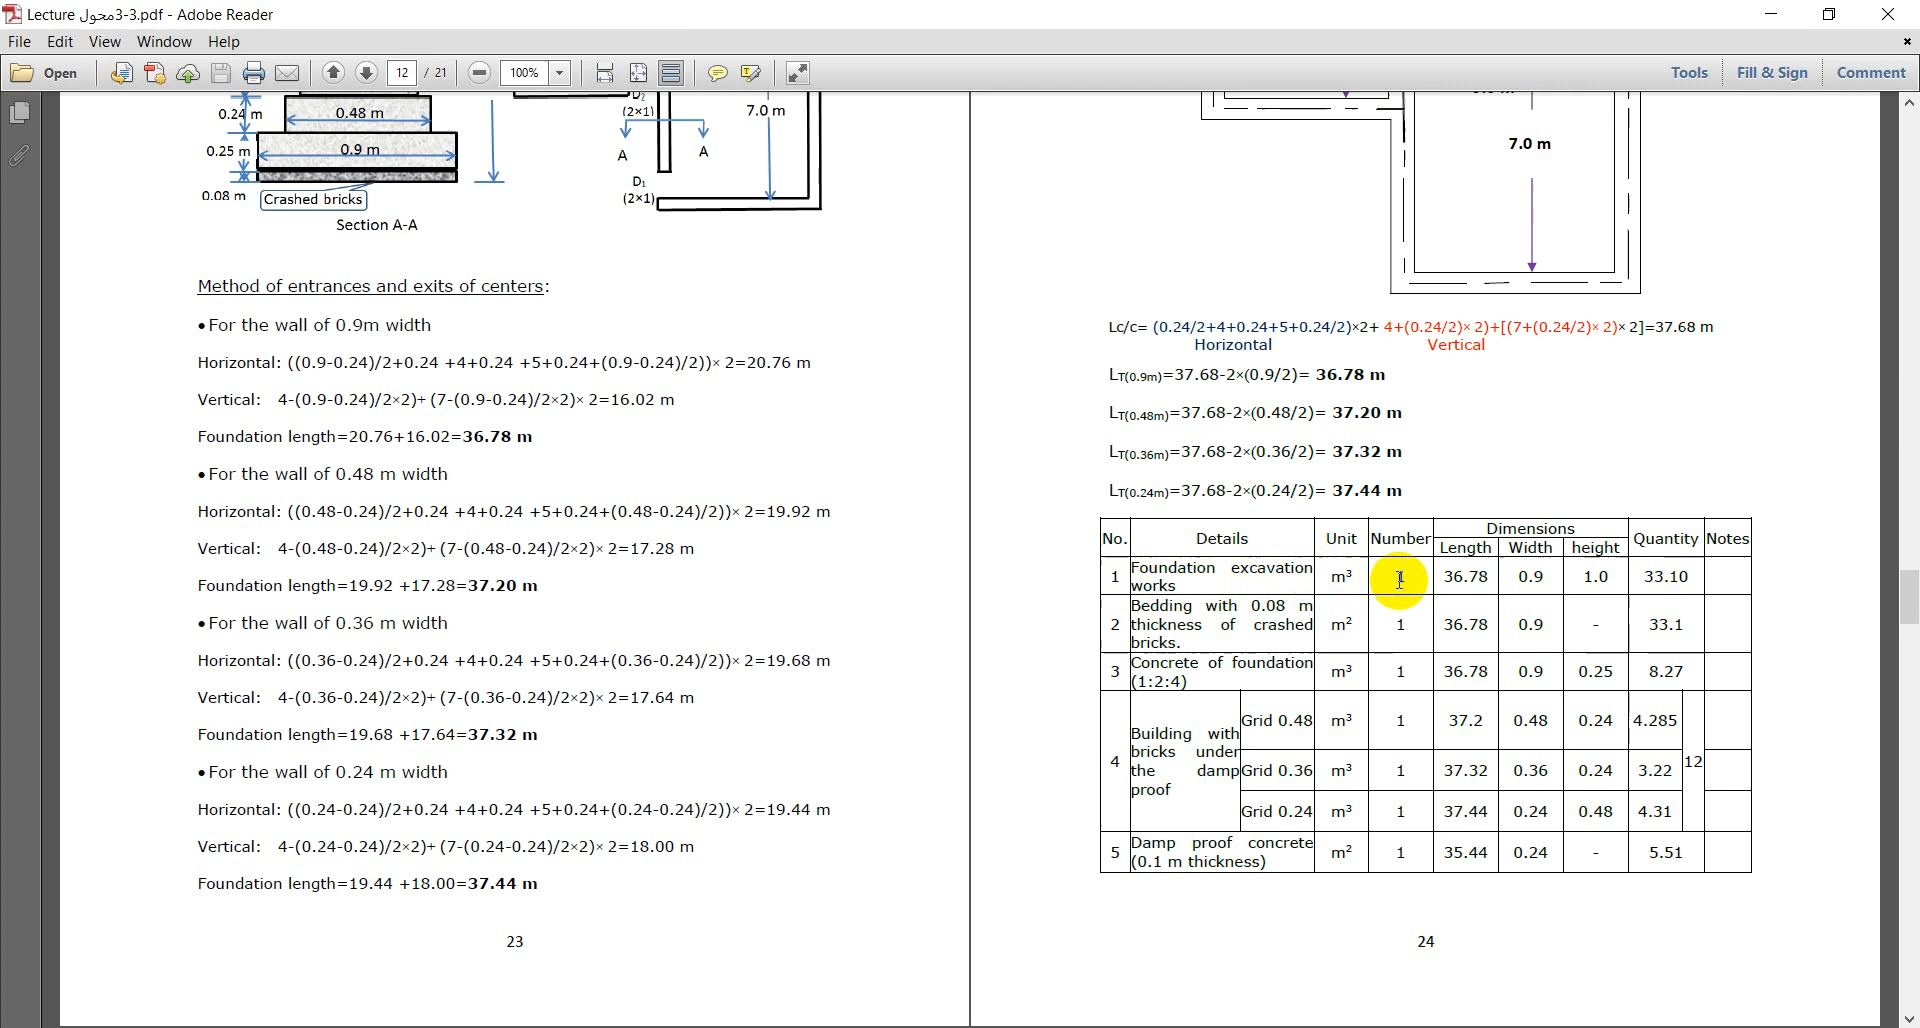 Lecture محول3-3.pdf - Adobe Reader
File Edit View Window Help
Open 12 / 21 100% Tools Fill & Sign Comment
0.24 m
0.48 m
0.25 m
0.9 m
0.08 m
Crashed bricks
Section A-A
D₂
(2×1)
7.0 m
A
A
D₁
(2×1)
Method of entrances and exits of centers:
• For the wall of 0.9m width
Horizontal: ((0.9-0.24)/2+0.24 +4+0.24 +5+0.24+(0.9-0.24)/2))× 2=20.76 m
Vertical: 4-(0.9-0.24)/2×2)+ (7-(0.9-0.24)/2×2)× 2=16.02 m
Foundation length=20.76+16.02=36.78 m
• For the wall of 0.48 m width
Horizontal: ((0.48-0.24)/2+0.24 +4+0.24 +5+0.24+(0.48-0.24)/2))× 2=19.92 m
Vertical: 4-(0.48-0.24)/2×2)+ (7-(0.48-0.24)/2×2)× 2=17.28 m
Foundation length=19.92 +17.28=37.20 m
• For the wall of 0.36 m width
Horizontal: ((0.36-0.24)/2+0.24 +4+0.24 +5+0.24+(0.36-0.24)/2))× 2=19.68 m
Vertical: 4-(0.36-0.24)/2×2)+ (7-(0.36-0.24)/2×2)× 2=17.64 m
Foundation length=19.68 +17.64=37.32 m
• For the wall of 0.24 m width
Horizontal: ((0.24-0.24)/2+0.24 +4+0.24 +5+0.24+(0.24-0.24)/2))× 2=19.44 m
Vertical: 4-(0.24-0.24)/2×2)+ (7-(0.24-0.24)/2×2)× 2=18.00 m
Foundation length=19.44 +18.00=37.44 m
23
7.0 m
Lc/c= (0.24/2+4+0.24+5+0.24/2)×2+ 4+(0.24/2)× 2)+[(7+(0.24/2)× 2)× 2]=37.68 m
Horizontal Vertical
LT(0.9m)=37.68-2×(0.9/2)= 36.78 m
LT(0.48m)=37.68-2×(0.48/2)= 37.20 m
LT(0.36m)=37.68-2×(0.36/2)= 37.32 m
LT(0.24m)=37.68-2×(0.24/2)= 37.44 m
No. Details Unit Number Dimensions Quantity Notes
Length Width height
1 Foundation excavation works m³ 1 36.78 0.9 1.0 33.10
2 Bedding with 0.08 m thickness of crashed bricks. m² 1 36.78 0.9 - 33.1
3 Concrete of foundation (1:2:4) m³ 1 36.78 0.9 0.25 8.27
4 Building with bricks under the damp proof Grid 0.48 m³ 1 37.2 0.48 0.24 4.285 12
Grid 0.36 m³ 1 37.32 0.36 0.24 3.22
Grid 0.24 m³ 1 37.44 0.24 0.48 4.31
5 Damp proof concrete (0.1 m thickness) m² 1 35.44 0.24 - 5.51
24